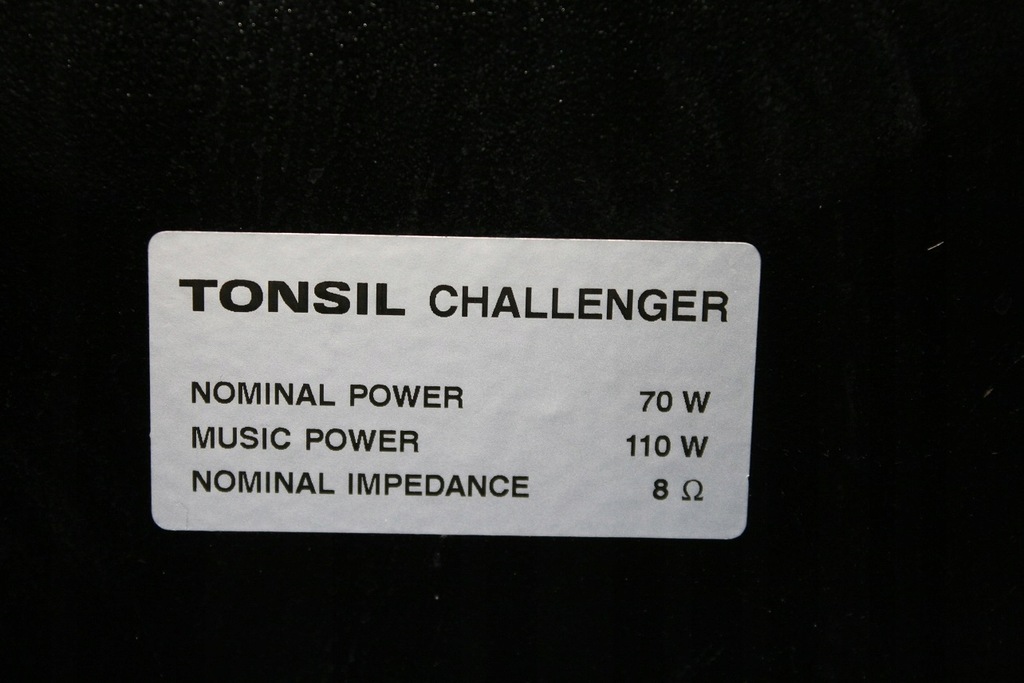 TONSIL CHALLENGER
NOMINAL POWER 70 W
MUSIC POWER 110 W
NOMINAL IMPEDANCE 8 Ω